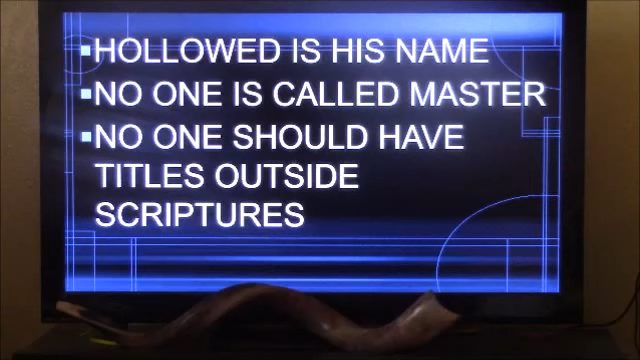 ▪HOLLOWED IS HIS NAME
▪NO ONE IS CALLED MASTER
▪NO ONE SHOULD HAVE
TITLES OUTSIDE
SCRIPTURES